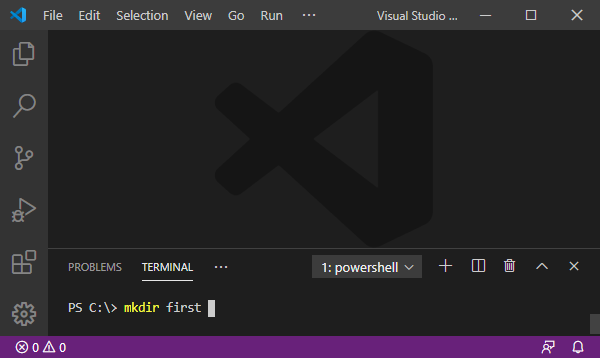 File Edit Selection View Go Run ··· Visual Studio ...
PROBLEMS TERMINAL ··· 1: powershell
PS C:\> mkdir first
0 0